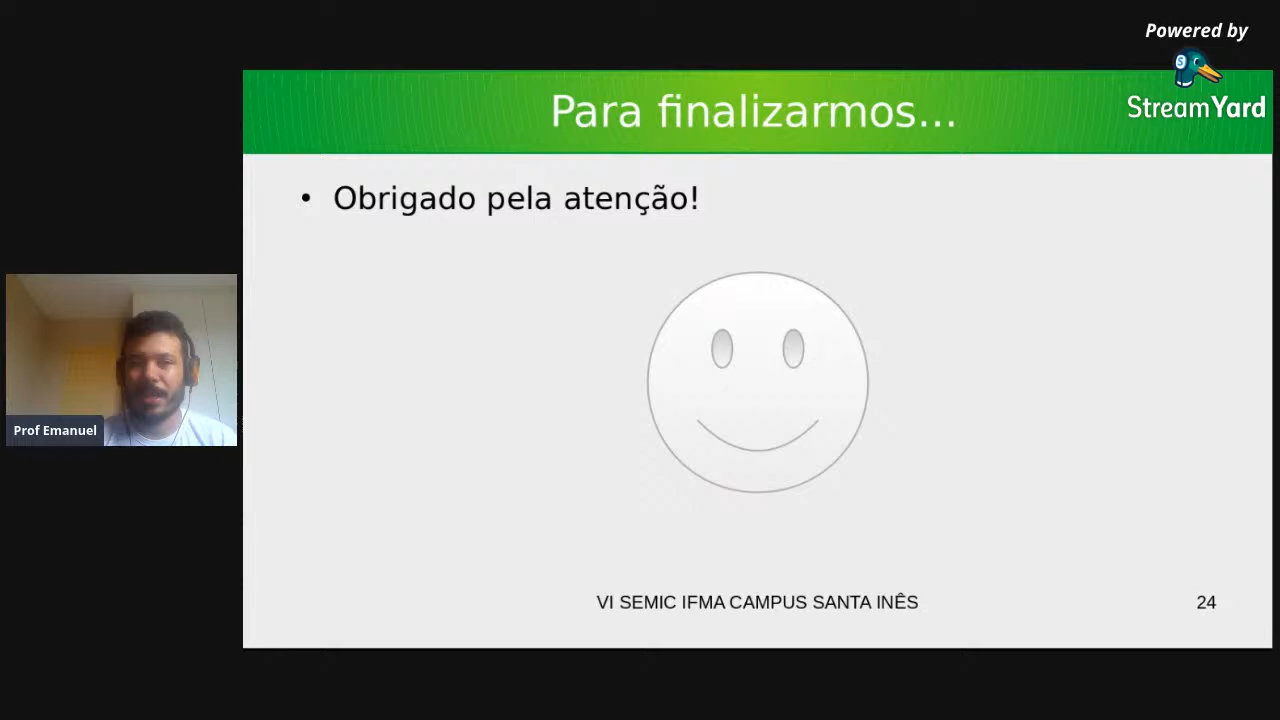 Powered by
StreamYard
Para finalizarmos...
• Obrigado pela atenção!
Prof Emanuel
VI SEMIC IFMA CAMPUS SANTA INÊS
24